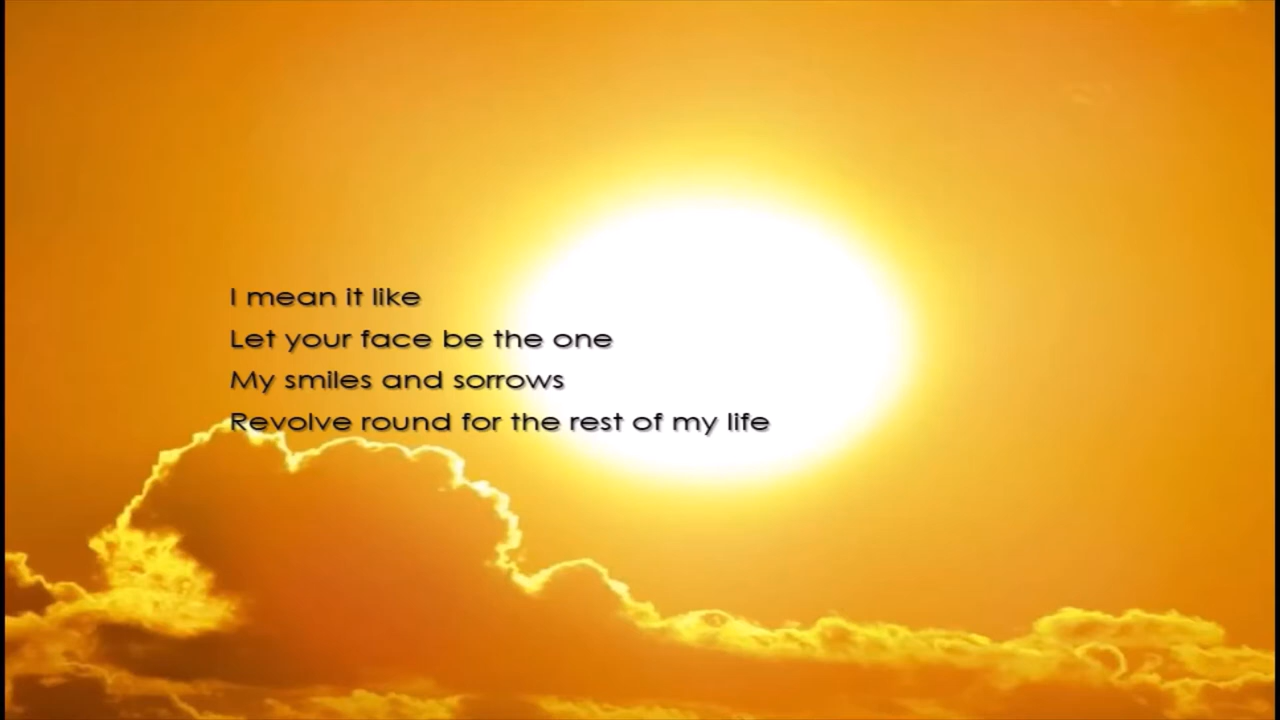 I mean it like
Let your face be the one
My smiles and sorrows
Revolve round for the rest of my life